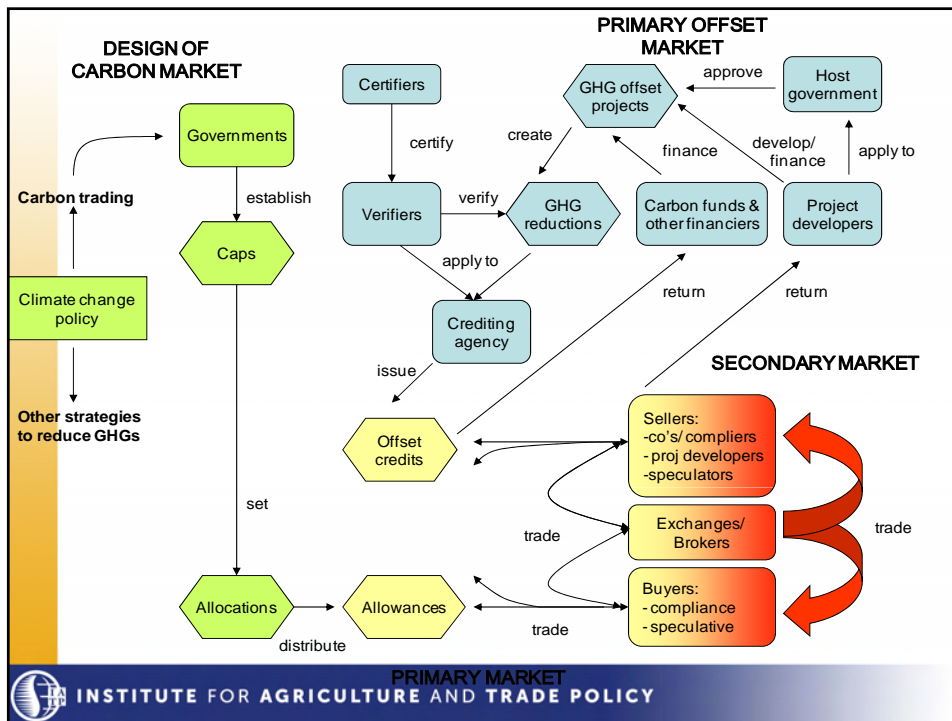 DESIGN OF
CARBON MARKET
PRIMARY OFFSET
MARKET
Certifiers
GHG offset
projects
approve
Host
government
Governments
certify
create
finance
develop/
finance
apply to
Carbon trading
establish
Verifiers
verify
GHG
reductions
Carbon funds &
other financiers
Project
developers
Caps
apply to
return
return
Climate change
policy
Crediting
agency
issue
SECONDARY MARKET
Other strategies
to reduce GHGs
Offset
credits
Sellers:
-co's/ compliers
- proj developers
-speculators
set
trade
Exchanges/
Brokers
trade
Allocations
distribute
Allowances
trade
Buyers:
- compliance
- speculative
PRIMARY MARKET
INSTITUTE FOR AGRICULTURE AND TRADE POLICY